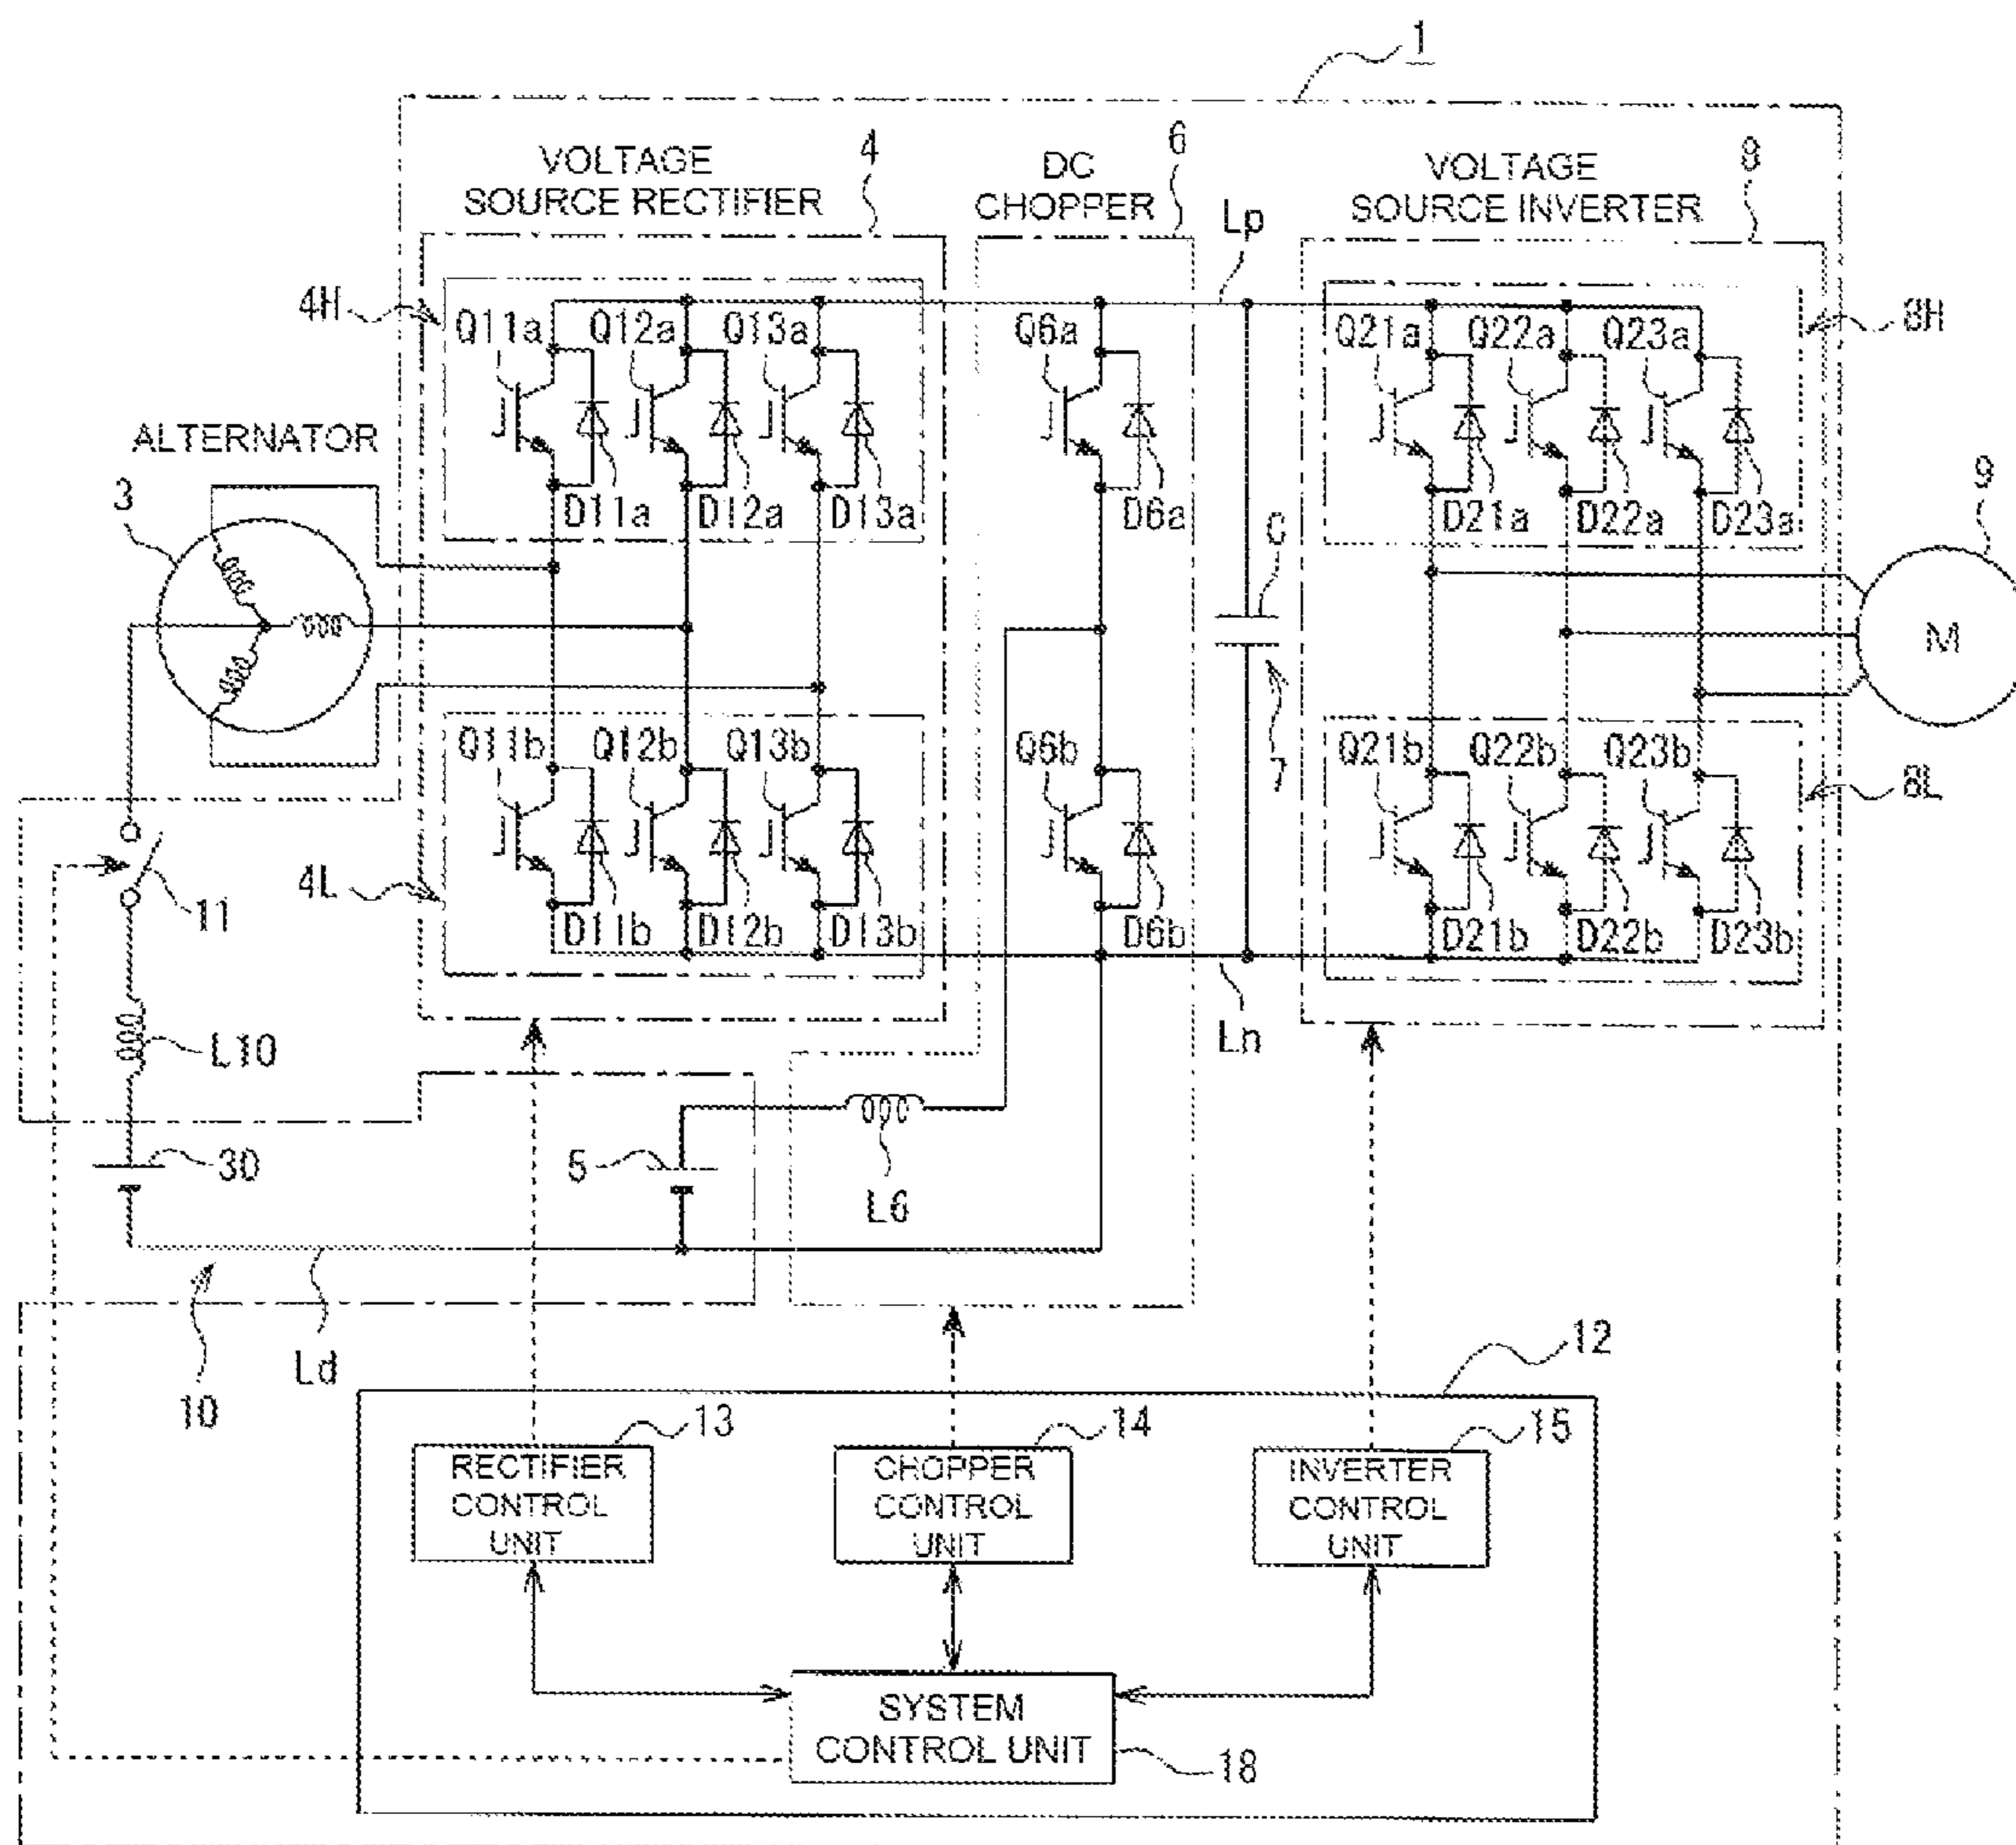 1
VOLTAGE
SOURCE RECTIFIER
4
DC
CHOPPER
6
VOLTAGE
SOURCE INVERTER
8
Lp
4H
Q11a
Q12a
Q13a
Q6a
Q21a
Q22a
Q23a
8H
ALTERNATOR
3
D11a
D12a
D13a
D6a
D21a
D22a
D23a
9
C
M
7
Q11b
Q12b
Q13b
Q6b
Q21b
Q22b
Q23b
8L
11
4L
D11b
D12b
D13b
D6b
D21b
D22b
D23b
Ln
L10
30
5
L6
Ld
10
12
13
14
15
RECTIFIER
CONTROL
UNIT
CHOPPER
CONTROL
UNIT
INVERTER
CONTROL
UNIT
SYSTEM
CONTROL UNIT
18